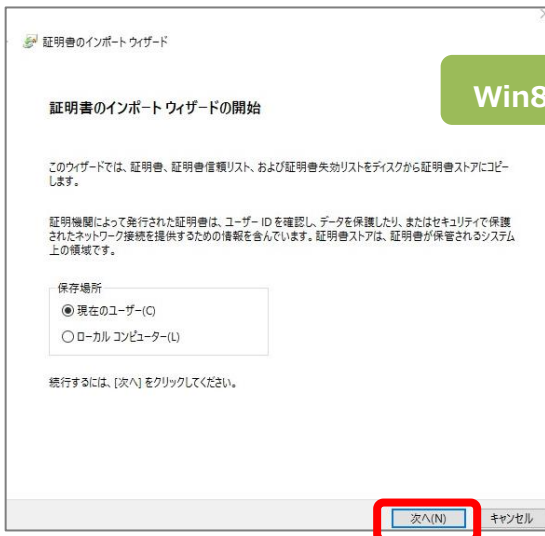 証明書のインポート ウィザード
Win8
証明書のインポート ウィザードの開始
このウィザードでは、証明書、証明書信頼リスト、および証明書失効リストをディスクから証明書ストアにコピー
します。
証明機関によって発行された証明書は、ユーザー ID を確認し、データを保護したり、またはセキュリティで保護
されたネットワーク接続を提供するための情報を含んでいます。証明書ストアは、証明書が保管されるシステム
上の領域です。
保存場所
現在のユーザー(C)
ローカル コンピューター(L)
続行するには、[次へ] をクリックしてください。
次へ(N) キャンセル